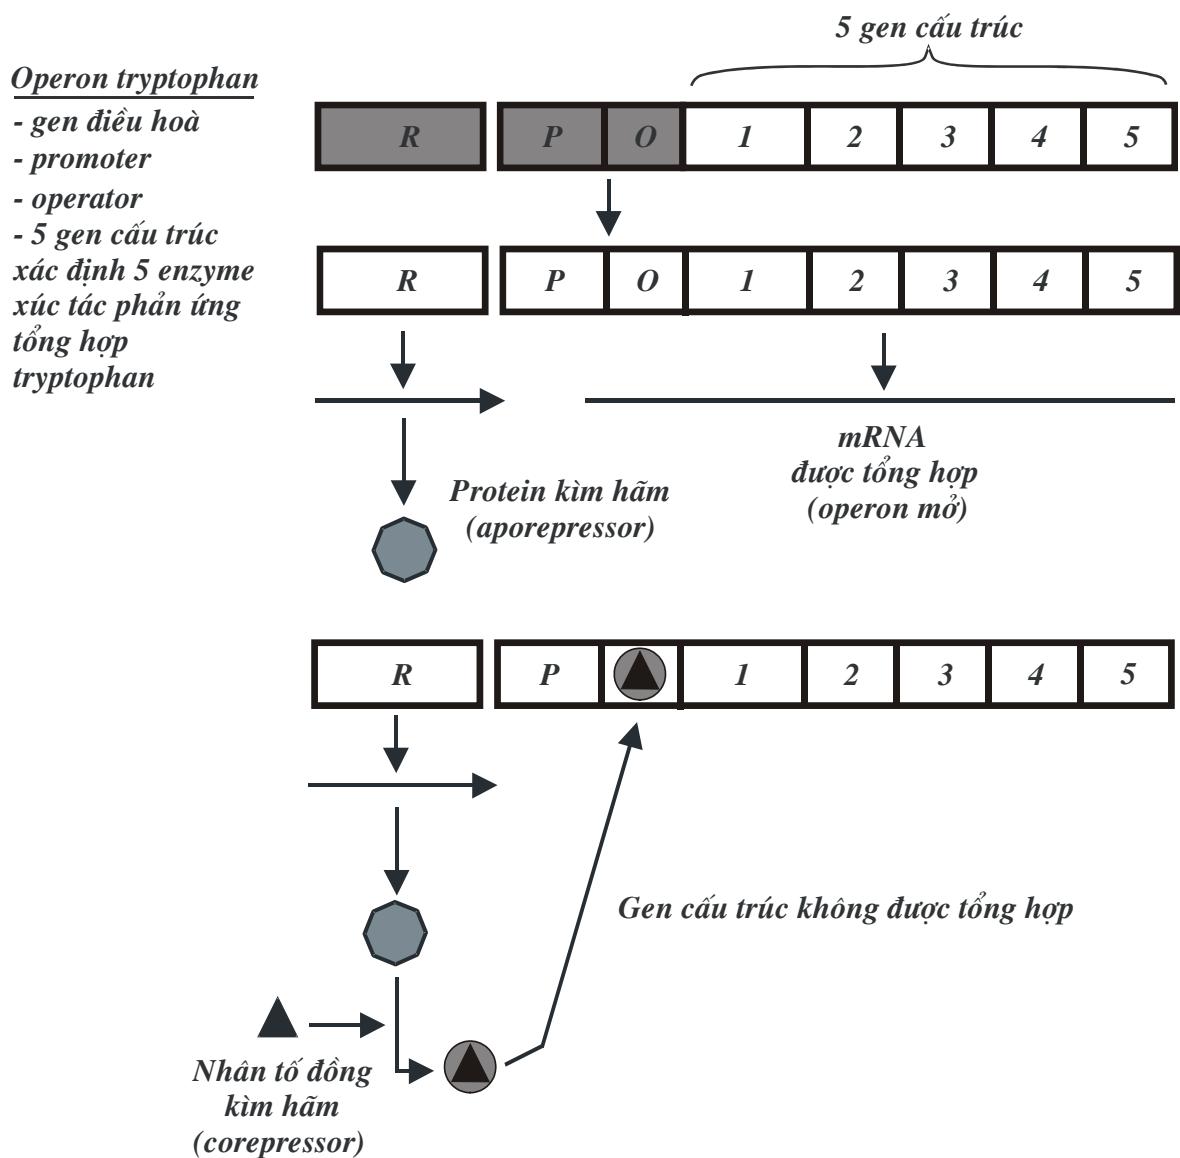 5 gen cấu trúc
Operon tryptophan
- gen điều hoà
- promoter
- operator
- 5 gen cấu trúc
xác định 5 enzyme
xúc tác phản ứng
tổng hợp
tryptophan
R P O 1 2 3 4 5
R P O 1 2 3 4 5
mRNA
được tổng hợp
(operon mở)
Protein kìm hãm
(aporepressor)
R P 1 2 3 4 5
Gen cấu trúc không được tổng hợp
Nhân tố đồng
kìm hãm
(corepressor)